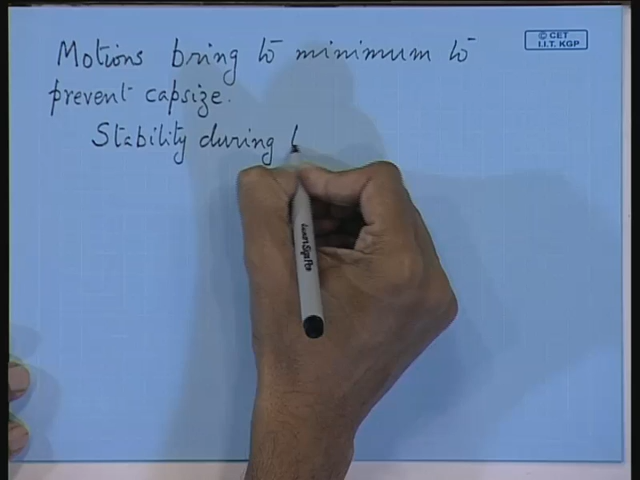 © CET
I.I.T. KGP
Motions bring to minimum to
prevent capsize.
Stability during